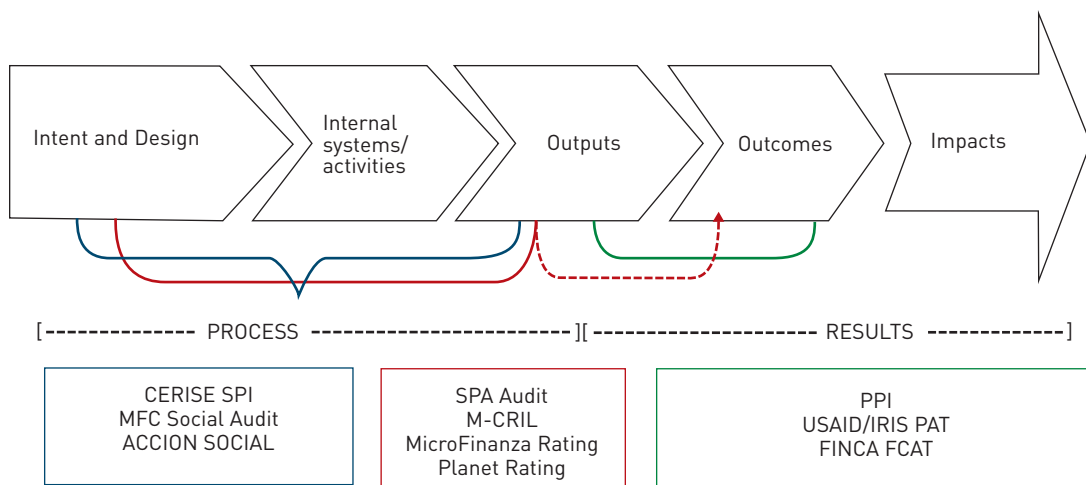 Intent and Design
Internal
systems/
activities
Outputs
Outcomes
Impacts
[--------------------PROCESS--------------------][--------------------RESULTS--------------------]
CERISE SPI
MFC Social Audit
ACCION SOCIAL
SPA Audit
M-CRIL
MicroFinanza Rating
Planet Rating
PPI
USAID/IRIS PAT
FINCA FCAT